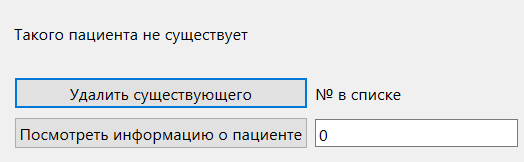 Такого пациента не существует
Удалить существующего
№ в списке
Посмотреть информацию о пациенте
0